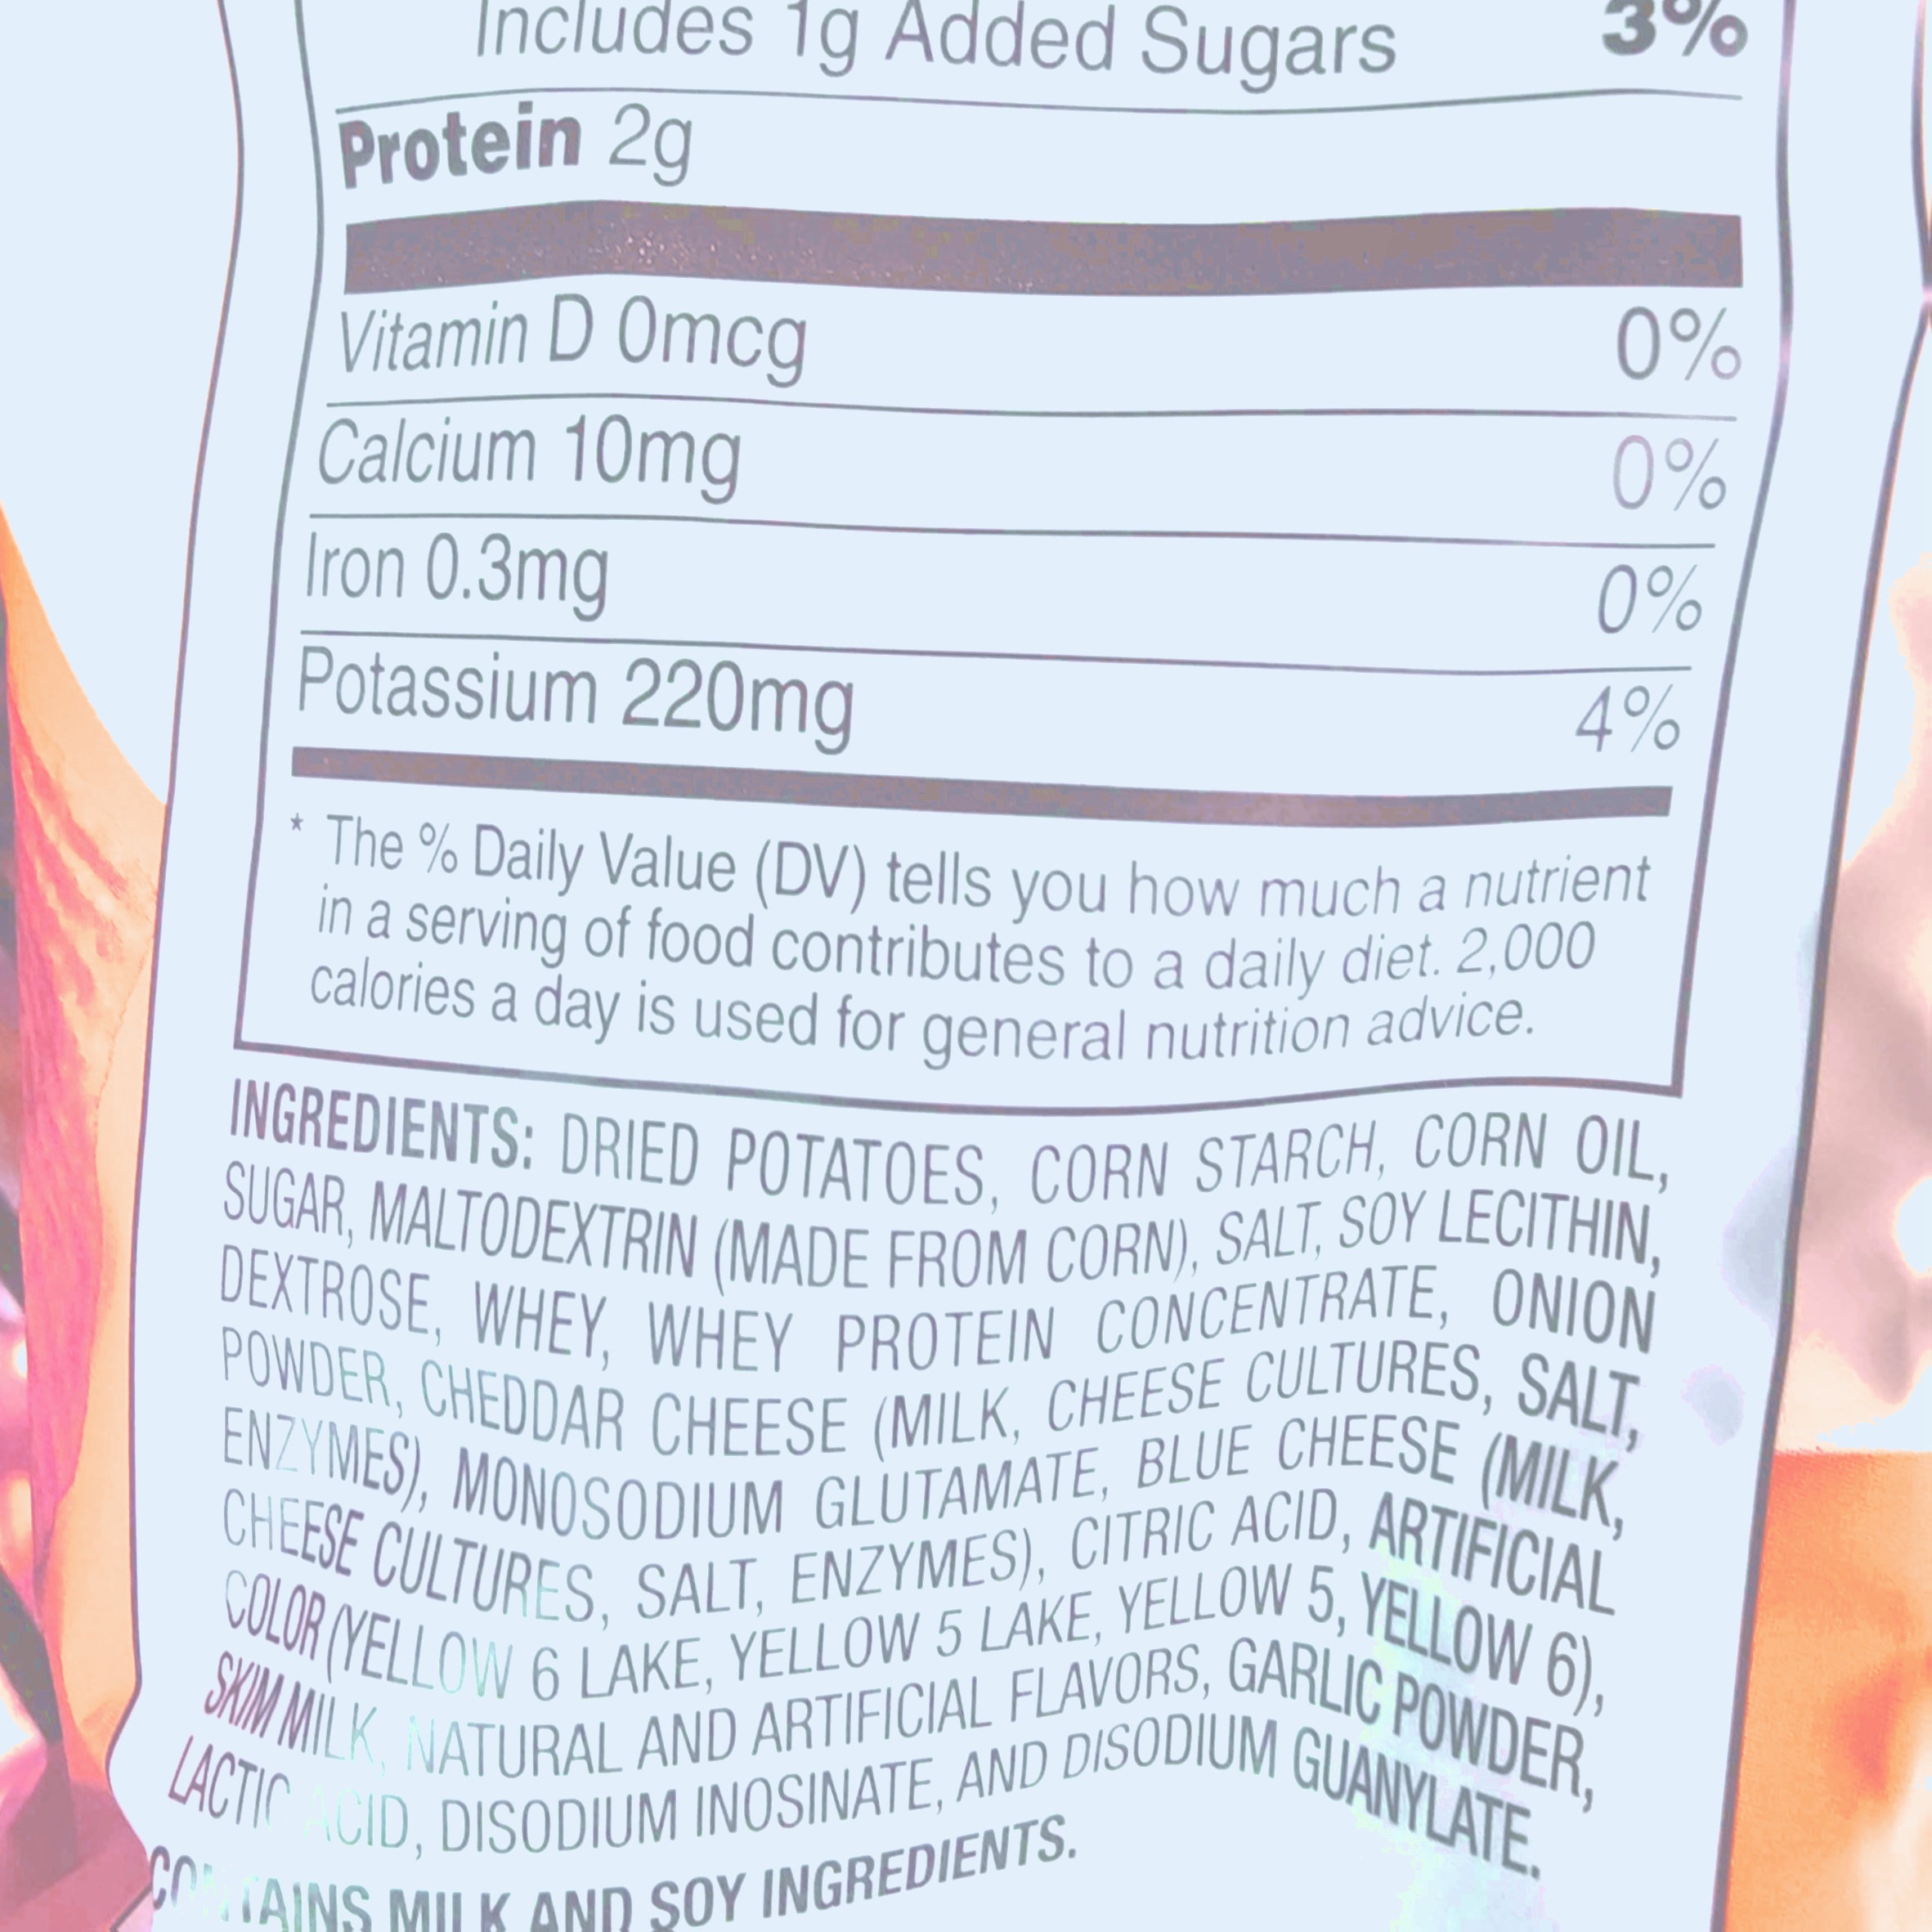 Includes 1g Added Sugars 3%
Protein 2g
Vitamin D 0mcg 0%
Calcium 10mg 0%
Iron 0.3mg 0%
Potassium 220mg 4%
* The % Daily Value (DV) tells you how much a nutrient
in a serving of food contributes to a daily diet. 2,000
calories a day is used for general nutrition advice.
INGREDIENTS: DRIED POTATOES, CORN STARCH, CORN OIL,
SUGAR, MALTODEXTRIN (MADE FROM CORN), SALT, SOY LECITHIN,
DEXTROSE, WHEY, WHEY PROTEIN CONCENTRATE, ONION
POWDER, CHEDDAR CHEESE (MILK, CHEESE CULTURES, SALT,
ENZYMES), MONOSODIUM GLUTAMATE, BLUE CHEESE (MILK,
CHEESE CULTURES, SALT, ENZYMES), CITRIC ACID, ARTIFICIAL
COLOR (YELLOW 6 LAKE, YELLOW 5 LAKE, YELLOW 5, YELLOW 6),
SKIM MILK, NATURAL AND ARTIFICIAL FLAVORS, GARLIC POWDER,
LACTIC ACID, DISODIUM INOSINATE, AND DISODIUM GUANYLATE.
CONTAINS MILK AND SOY INGREDIENTS.